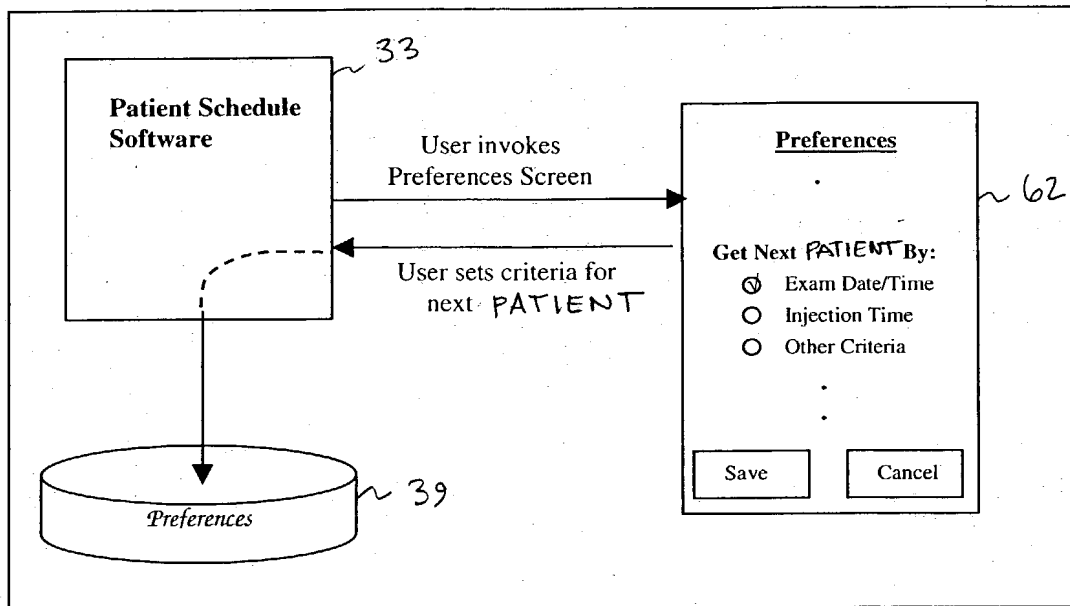 33
Patient Schedule
Software
User invokes
Preferences Screen
User sets criteria for
next PATIENT
Preferences
39
Preferences
62
Get Next PATIENT By:
Exam Date/Time
Injection Time
Other Criteria
Save
Cancel